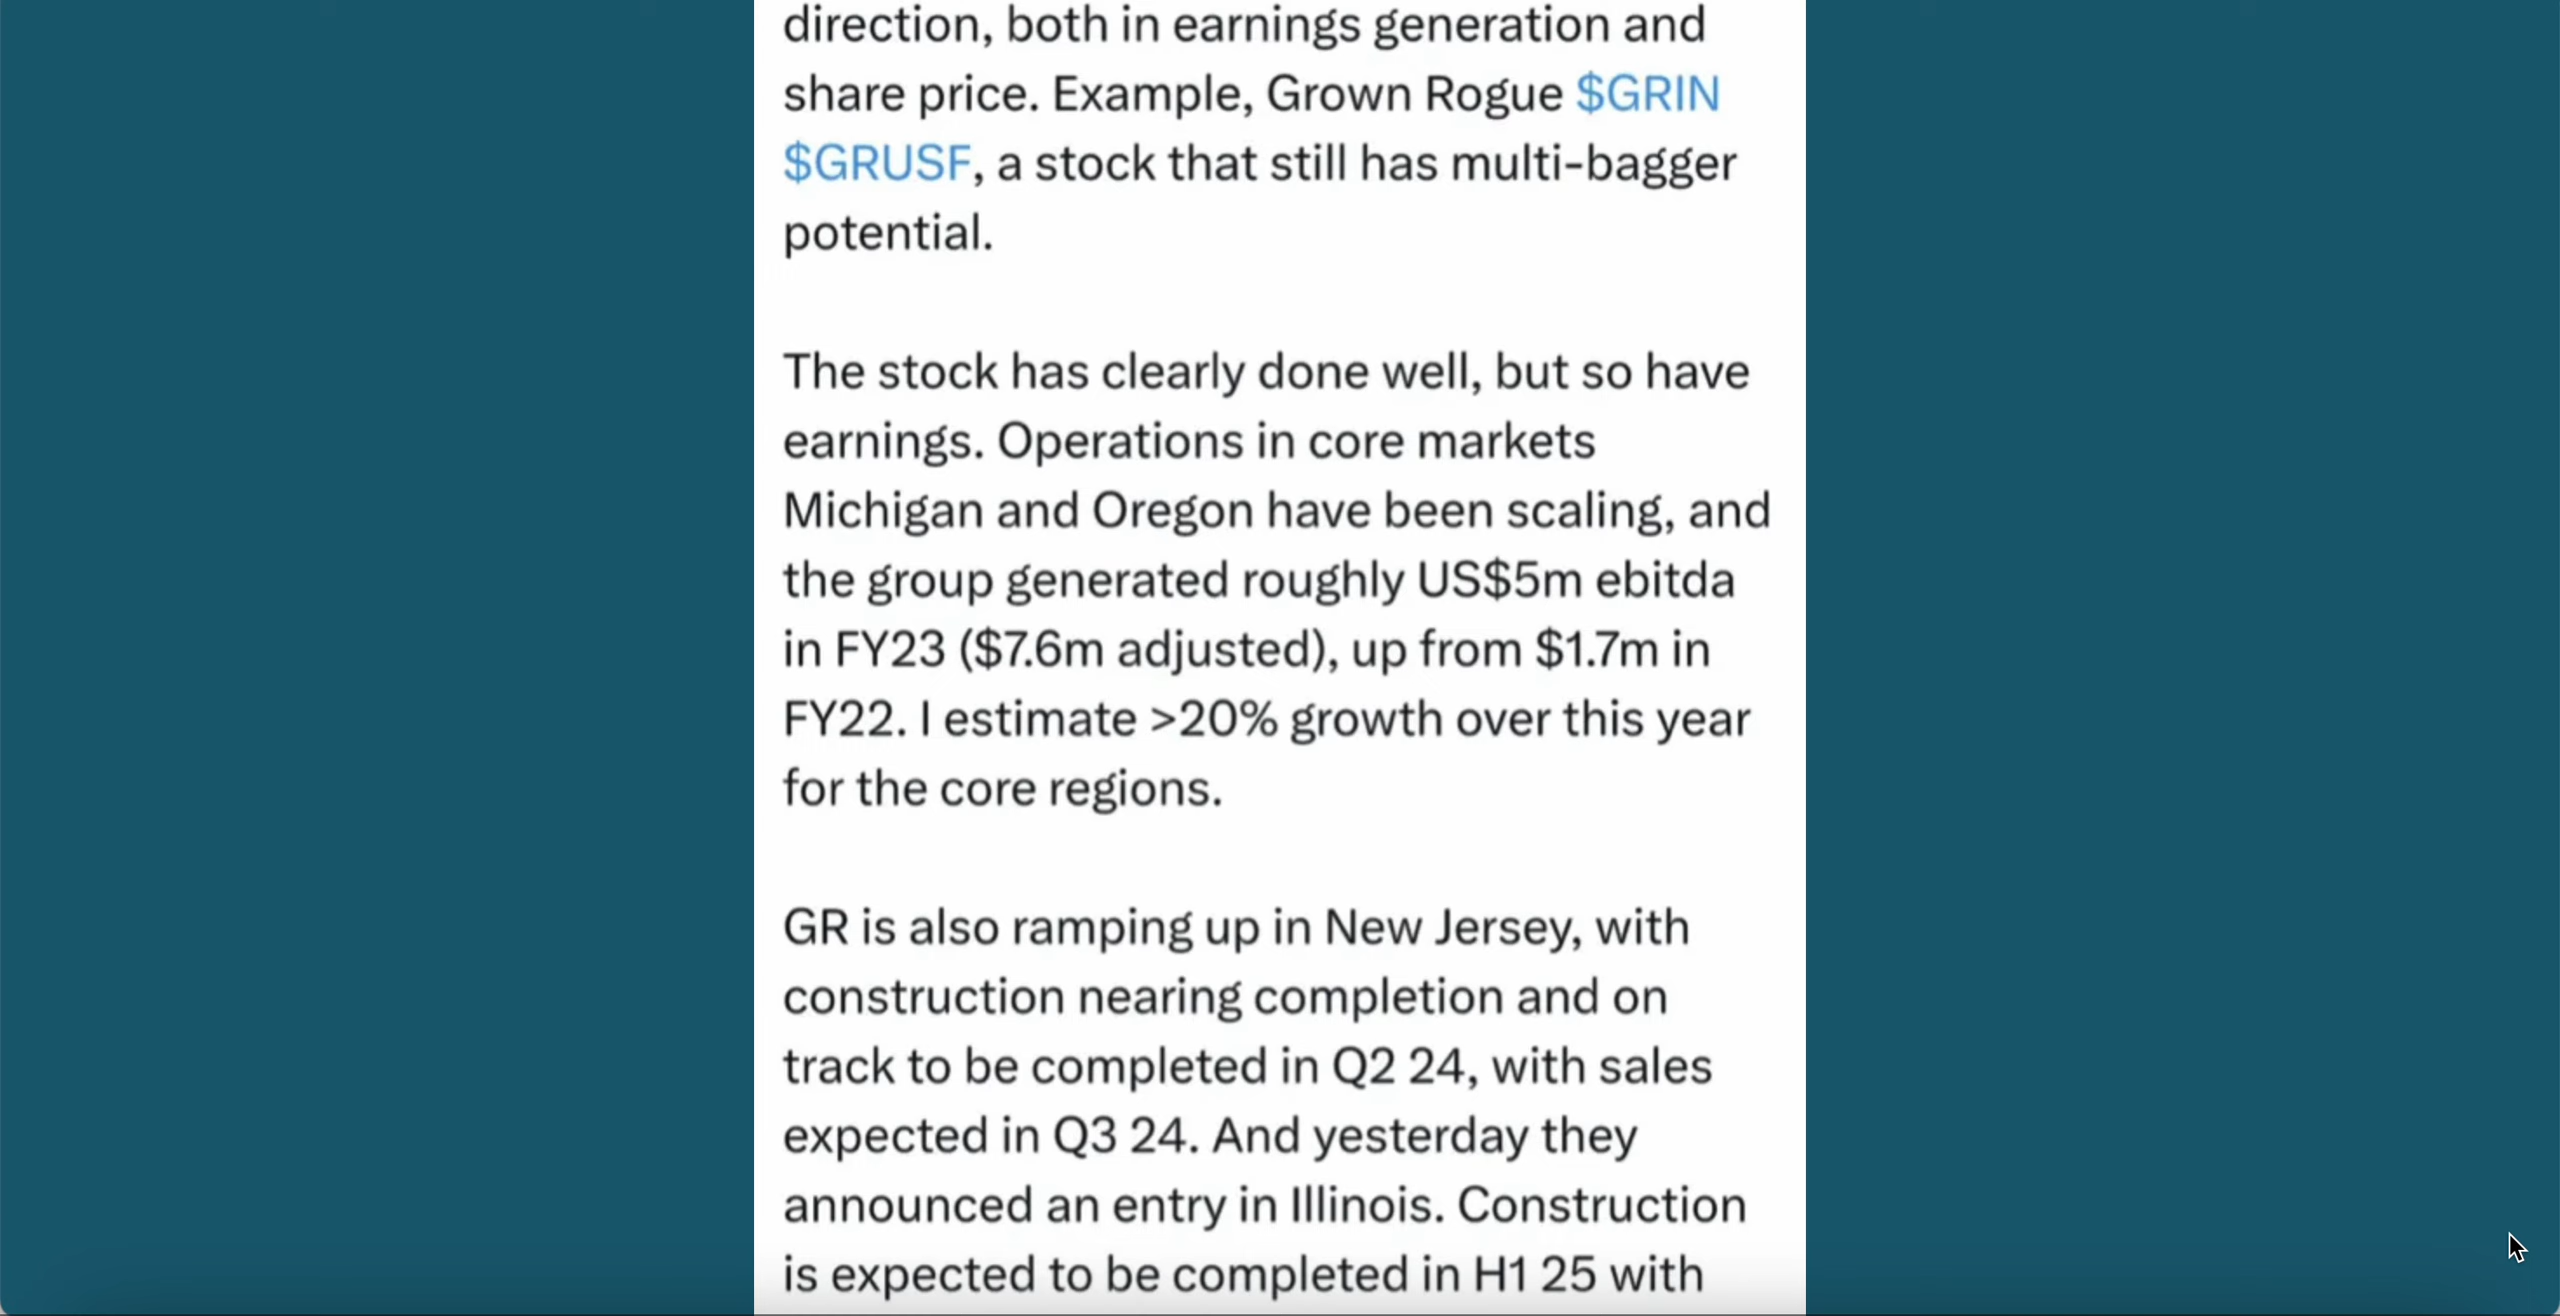 direction, both in earnings generation and
share price. Example, Grown Rogue $GRIN
$GRUSF, a stock that still has multi-bagger
potential.
The stock has clearly done well, but so have
earnings. Operations in core markets
Michigan and Oregon have been scaling, and
the group generated roughly US$5m ebitda
in FY23 ($7.6m adjusted), up from $1.7m in
FY22. I estimate >20% growth over this year
for the core regions.
GR is also ramping up in New Jersey, with
construction nearing completion and on
track to be completed in Q2 24, with sales
expected in Q3 24. And yesterday they
announced an entry in Illinois. Construction
is expected to be completed in H1 25 with